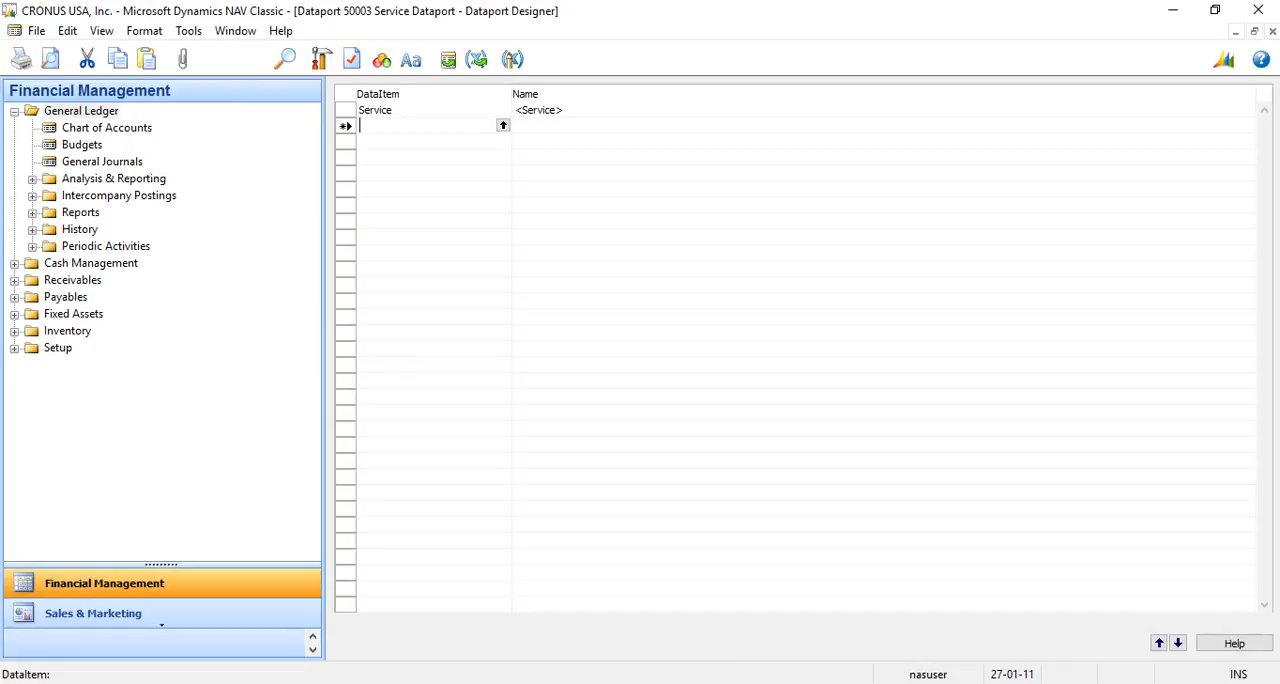 CRONUS USA, Inc. - Microsoft Dynamics NAV Classic - [Dataport 50003 Service Dataport - Dataport Designer]
File Edit View Format Tools Window Help
Aa
Financial Management
General Ledger
Chart of Accounts
Budgets
General Journals
Analysis & Reporting
Intercompany Postings
Reports
History
Periodic Activities
Cash Management
Receivables
Payables
Fixed Assets
Inventory
Setup
Financial Management
Sales & Marketing
DataItem Name
Service <Service>
Help
DataItem: nasuser 27-01-11 INS